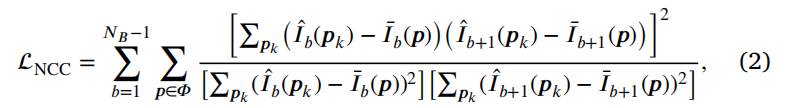 $\mathcal{L}_{\mathrm{NCC}} = \sum_{b=1}^{N_B-1} \sum_{\boldsymbol{p} \in \Phi} \frac{\left[\sum_{\boldsymbol{p}_k} \left(\hat{I}_b(\boldsymbol{p}_k) - \bar{I}_b(\boldsymbol{p})\right)\left(\hat{I}_{b+1}(\boldsymbol{p}_k) - \bar{I}_{b+1}(\boldsymbol{p})\right)\right]^2}{\left[\sum_{\boldsymbol{p}_k} (\hat{I}_b(\boldsymbol{p}_k) - \bar{I}_b(\boldsymbol{p}))^2\right]\left[\sum_{\boldsymbol{p}_k} (\hat{I}_{b+1}(\boldsymbol{p}_k) - \bar{I}_{b+1}(\boldsymbol{p}))^2\right]}, \quad (2)$